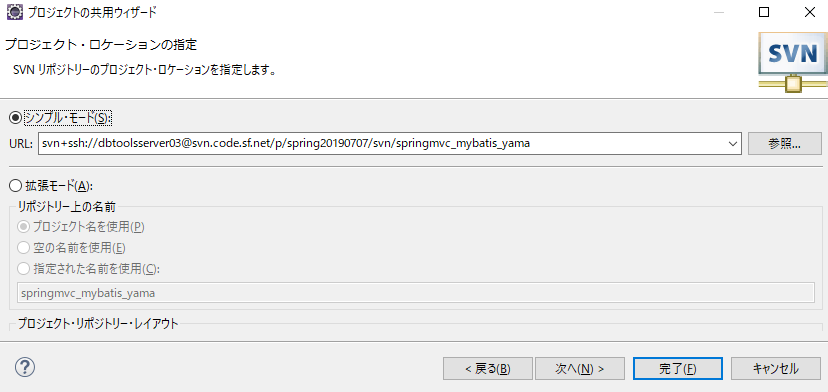 プロジェクトの共用ウィザード
プロジェクト・ロケーションの指定
SVN リポジトリーのプロジェクト・ロケーションを指定します。
SVN
シンプル・モード(S):
URL: svn+ssh://dbtoolsserver03@svn.code.sf.net/p/spring20190707/svn/springmvc_mybatis_yama 参照...
拡張モード(A):
リポジトリー上の名前
プロジェクト名を使用(P)
空の名前を使用(E)
指定された名前を使用(C):
springmvc_mybatis_yama
プロジェクト・リポジトリー・レイアウト
? < 戻る(B) 次へ(N) > 完了(F) キャンセル